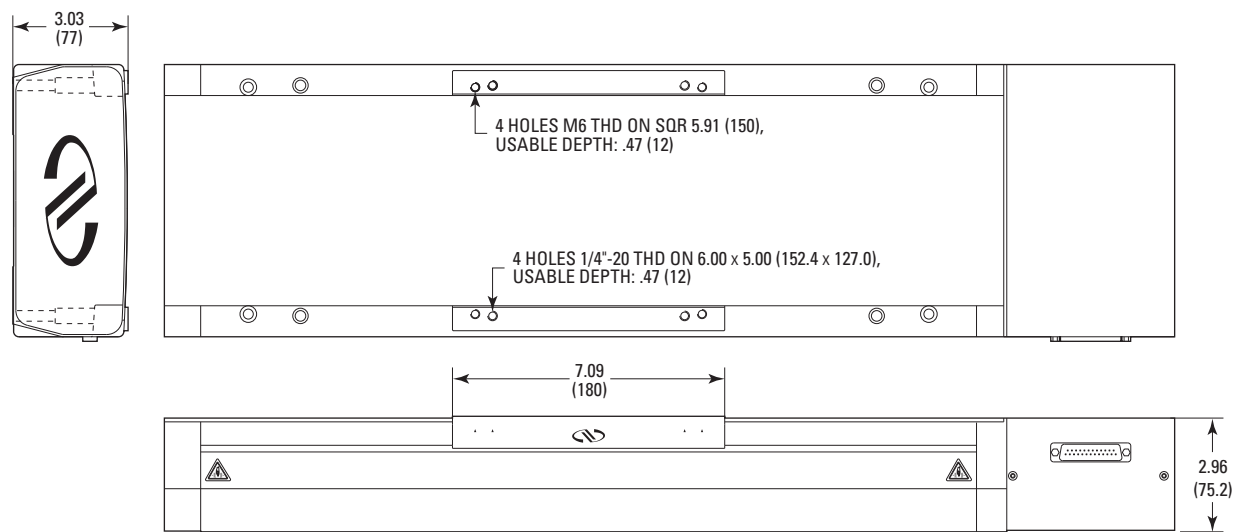 3.03
(77)
4 HOLES M6 THD ON SQR 5.91 (150),
USABLE DEPTH: .47 (12)
4 HOLES 1/4"-20 THD ON 6.00 x 5.00 (152.4 x 127.0),
USABLE DEPTH: .47 (12)
7.09
(180)
2.96
(75.2)